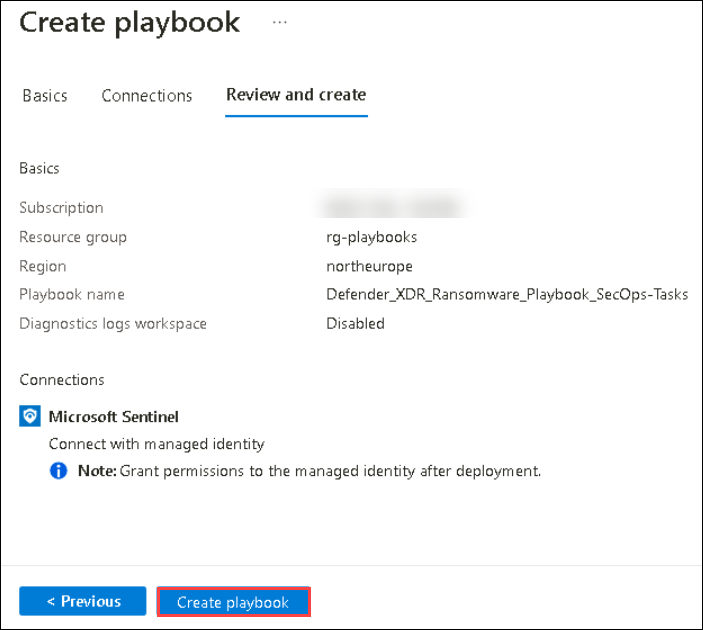 Create playbook ...
Basics Connections Review and create
Basics
Subscription
Resource group rg-playbooks
Region northeurope
Playbook name Defender_XDR_Ransomware_Playbook_SecOps-Tasks
Diagnostics logs workspace Disabled
Connections
Microsoft Sentinel
Connect with managed identity
Note: Grant permissions to the managed identity after deployment.
< Previous Create playbook